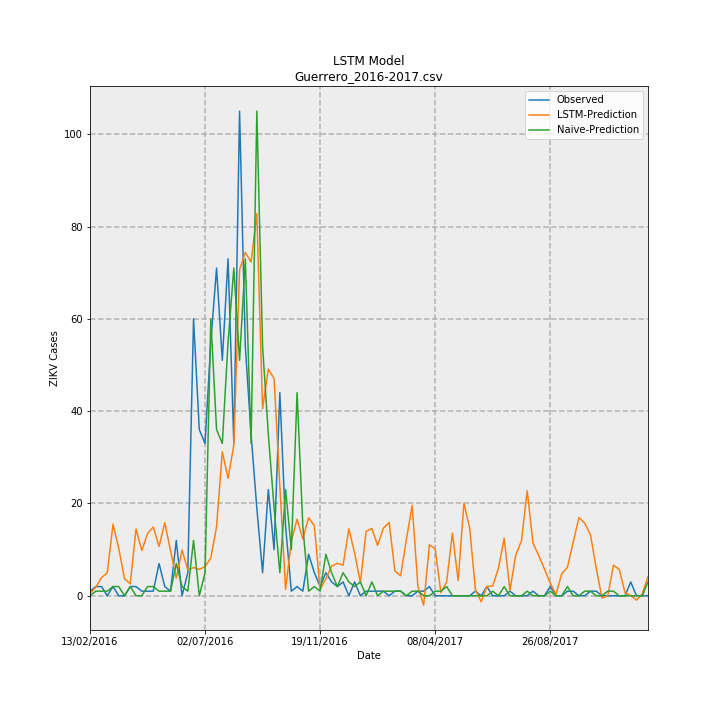 LSTM Model
Guerrero_2016-2017.csv
Observed
LSTM-Prediction
Naive-Prediction
ZIKV Cases
100
80
60
40
20
0
13/02/2016 02/07/2016 19/11/2016 08/04/2017 26/08/2017
Date